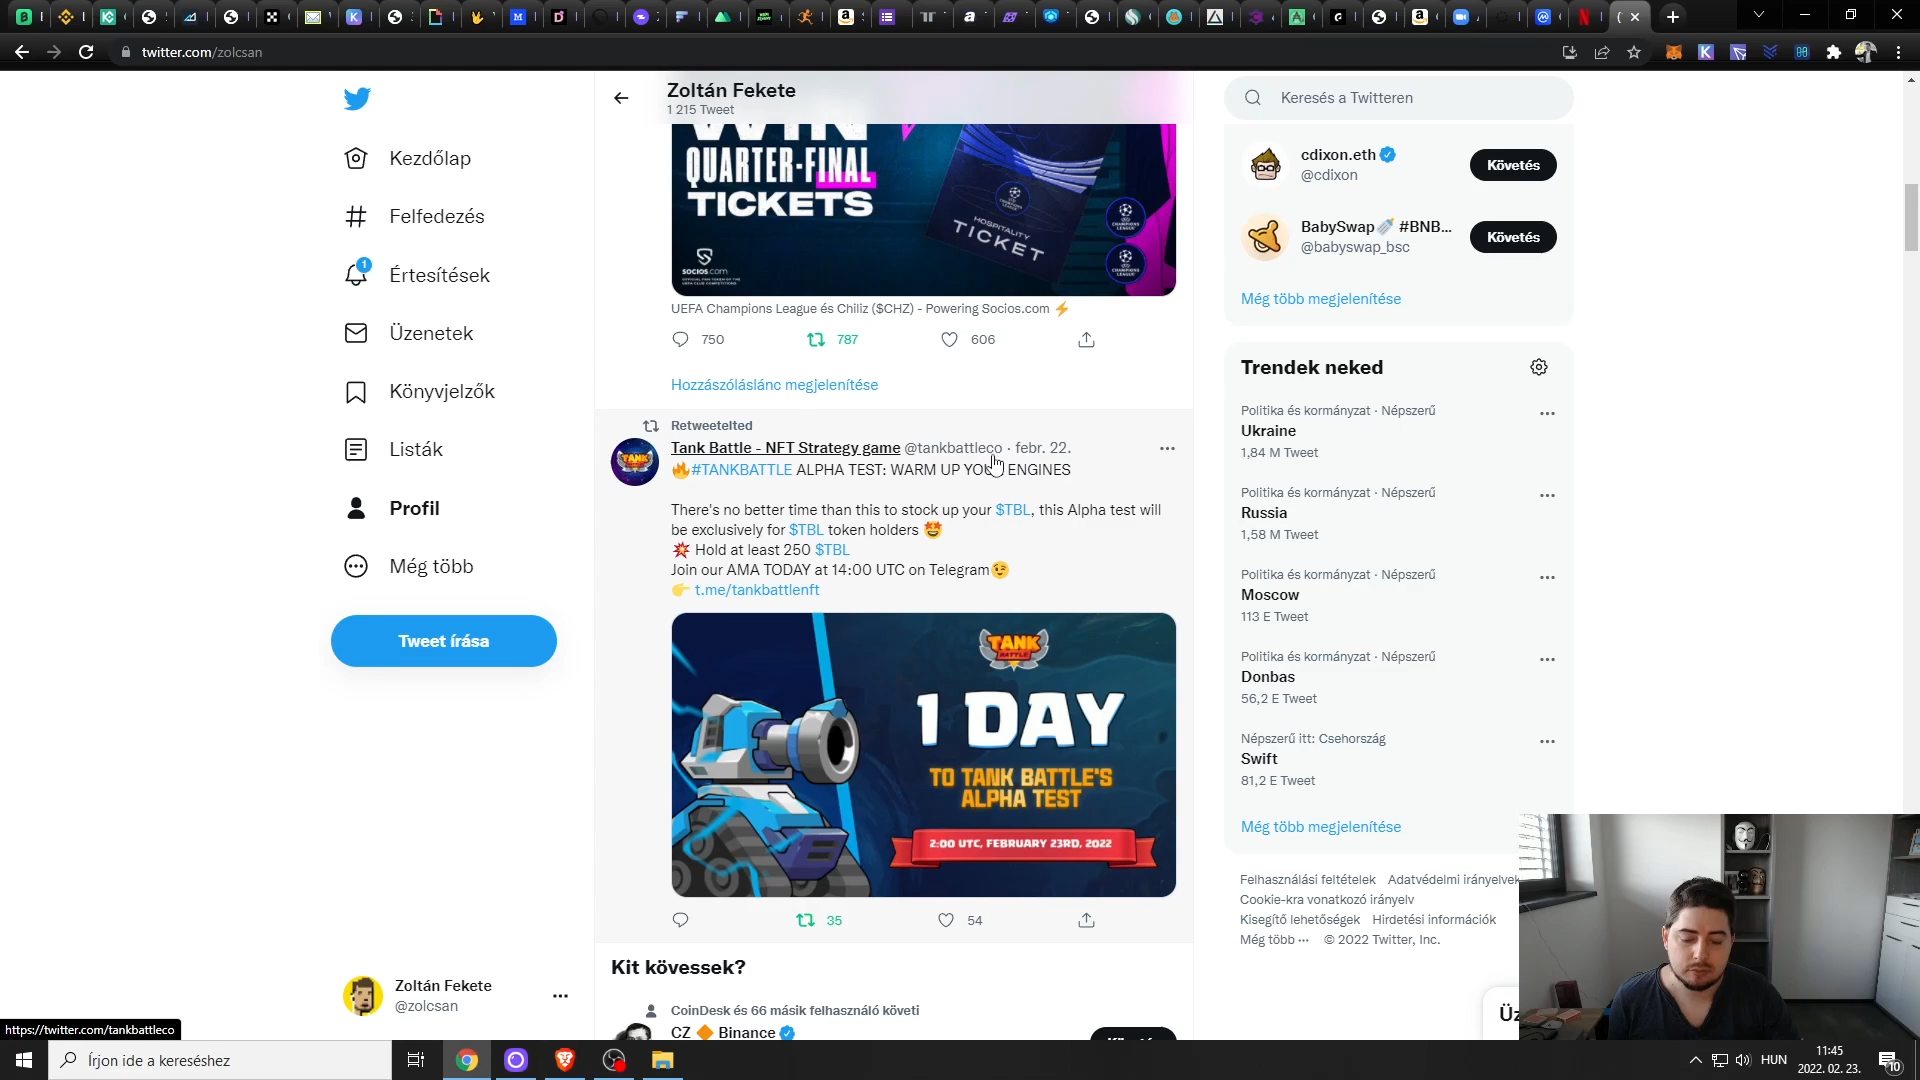 twitter.com/zolcsan
Zoltán Fekete
1 215 Tweet
Keresés a Twitteren
Kezdőlap
Felfedezés
1
Értesítések
Üzenetek
Könyvjelzők
Listák
Profil
Még több
Tweet írása
Zoltán Fekete
@zolcsan
WIN
QUARTER-FINAL
TICKETS
HOSPITALITY
TICKET
CHAMPIONS
LEAGUE
CHAMPIONS
LEAGUE
SOCIOS.com
UEFA Champions League és Chiliz ($CHZ) - Powering Socios.com ⚡
750 787 606
Hozzászóláslánc megjelenítése
Retweetelted
Tank Battle - NFT Strategy game @tankbattleco · febr. 22.
🔥#TANKBATTLE ALPHA TEST: WARM UP YOUR ENGINES
There's no better time than this to stock up your $TBL, this Alpha test will
be exclusively for $TBL token holders 🤩
💥 Hold at least 250 $TBL
Join our AMA TODAY at 14:00 UTC on Telegram😉
👉 t.me/tankbattlenft
TANK
BATTLE
1 DAY
TO TANK BATTLE'S
ALPHA TEST
2:00 UTC, FEBRUARY 23RD, 2022
35 54
Kit kövessek?
CoinDesk és 66 másik felhasználó követi
CZ 🔶 Binance
cdixon.eth
@cdixon
Követés
BabySwap🍼 #BNB...
@babyswap_bsc
Követés
Még több megjelenítése
Trendek neked
Politika és kormányzat · Népszerű
Ukraine
1,84 M Tweet
Politika és kormányzat · Népszerű
Russia
1,58 M Tweet
Politika és kormányzat · Népszerű
Moscow
113 E Tweet
Politika és kormányzat · Népszerű
Donbas
56,2 E Tweet
Népszerű itt: Csehország
Swift
81,2 E Tweet
Még több megjelenítése
Felhasználási feltételek Adatvédelmi irányelvek
Cookie-kra vonatkozó irányelv
Kisegítő lehetőségek Hirdetési információk
Még több ··· © 2022 Twitter, Inc.
Üz
https://twitter.com/tankbattleco
Írjon ide a kereséshez
HUN
11:45
2022. 02. 23.
10